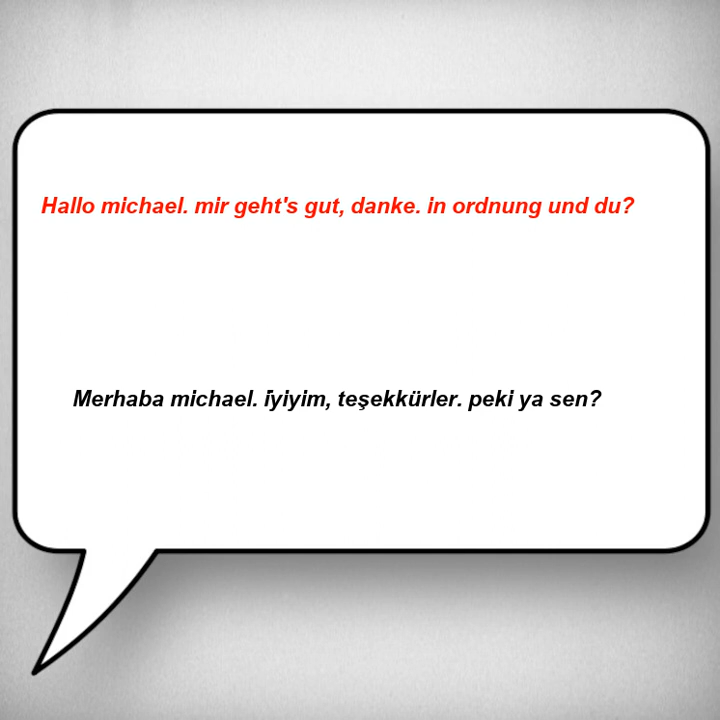 Hallo michael. mir geht's gut, danke. in ordnung und du?
Merhaba michael. i̇yiyim, teşekkürler. peki ya sen?